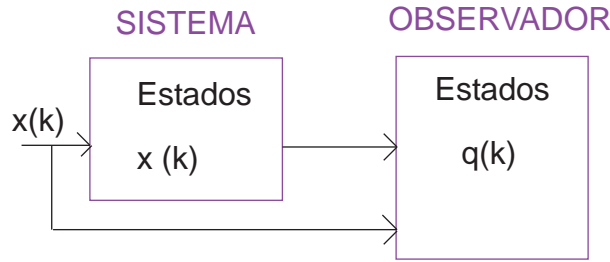 SISTEMA
OBSERVADOR
Estados
Estados
x(k)
x (k)
q(k)